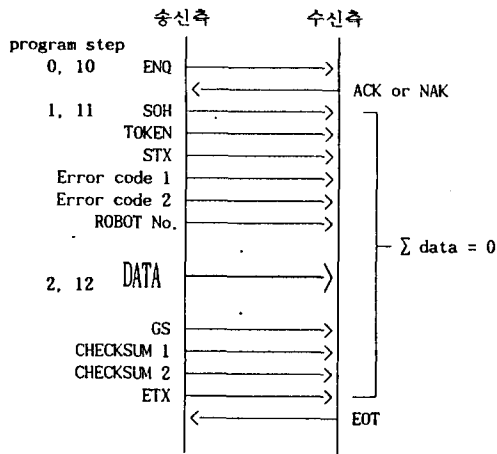 송신측 수신측
program step
0, 10 ENQ
ACK or NAK
1, 11 SOH
TOKEN
STX
Error code 1
Error code 2
ROBOT No.
∑ data = 0
2, 12 DATA
GS
CHECKSUM 1
CHECKSUM 2
ETX
EOT